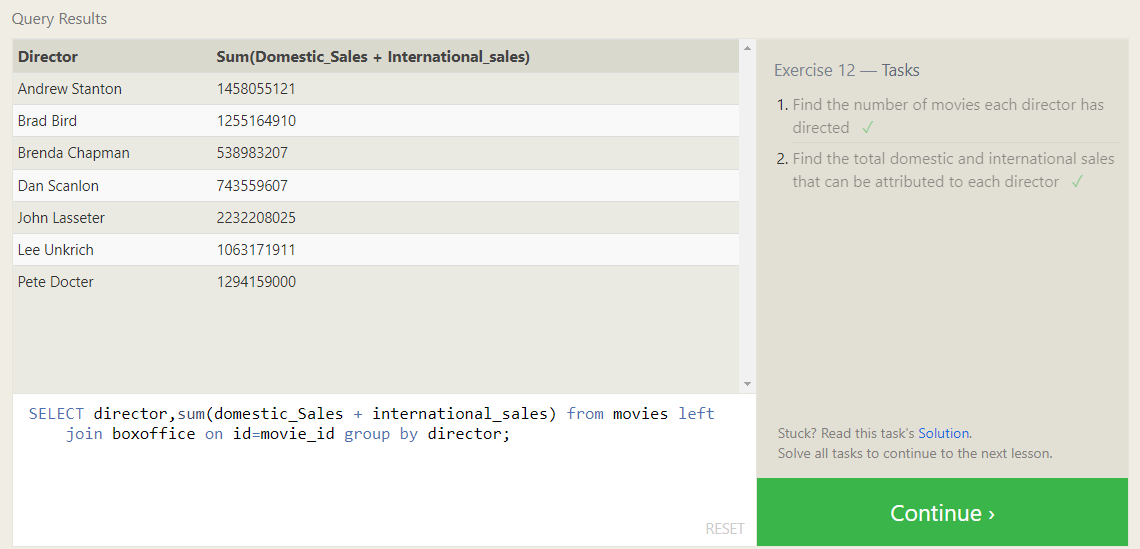 Query Results
Director Sum(Domestic_Sales + International_sales)
Andrew Stanton 1458055121
Brad Bird 1255164910
Brenda Chapman 538983207
Dan Scanlon 743559607
John Lasseter 2232208025
Lee Unkrich 1063171911
Pete Docter 1294159000
SELECT director,sum(domestic_Sales + international_sales) from movies left
join boxoffice on id=movie_id group by director;
RESET
Exercise 12 — Tasks
1. Find the number of movies each director has
directed ✓
2. Find the total domestic and international sales
that can be attributed to each director ✓
Stuck? Read this task's Solution.
Solve all tasks to continue to the next lesson.
Continue ›